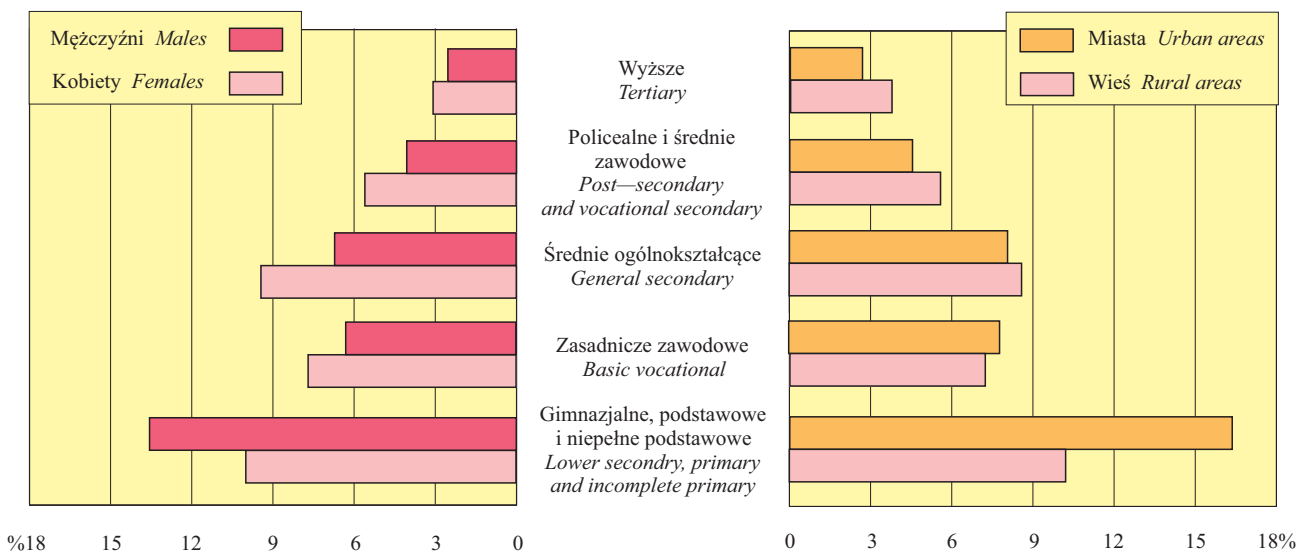 Mężczyźni Males
Kobiety Females
Miasta Urban areas
Wieś Rural areas
Wyższe
Tertiary
Policealne i średnie
zawodowe
Post—secondary
and vocational secondary
Średnie ogólnokształcące
General secondary
Zasadnicze zawodowe
Basic vocational
Gimnazjalne, podstawowe
i niepełne podstawowe
Lower secondry, primary
and incomplete primary
%18 15 12 9 6 3 0
0 3 6 9 12 15 18%